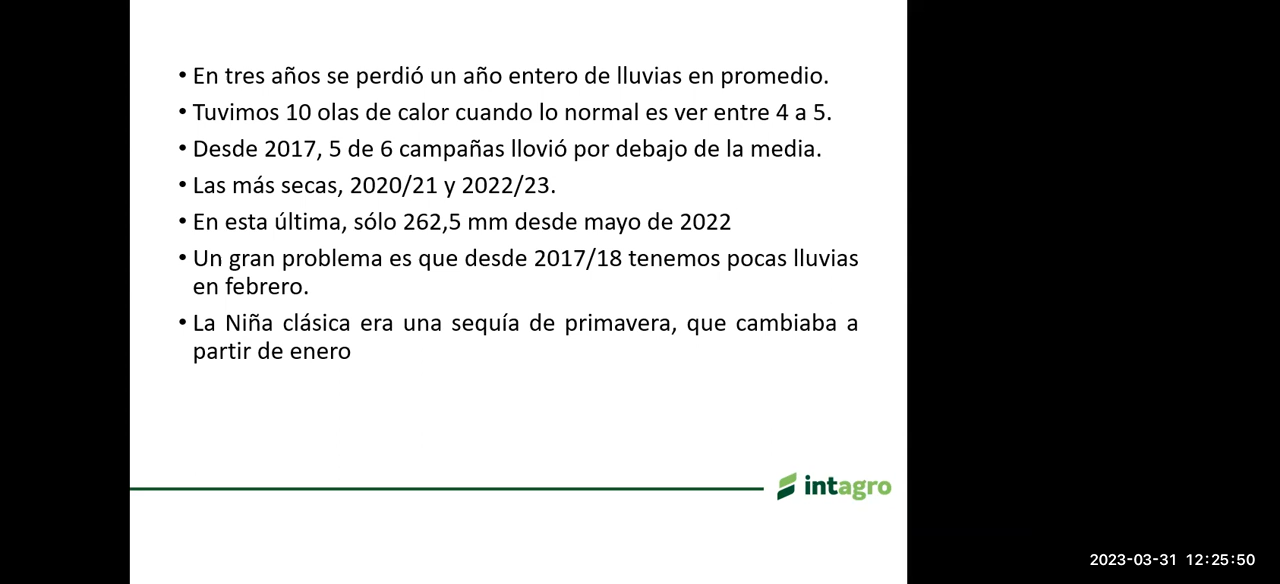 • En tres años se perdió un año entero de lluvias en promedio.
• Tuvimos 10 olas de calor cuando lo normal es ver entre 4 a 5.
• Desde 2017, 5 de 6 campañas llovió por debajo de la media.
• Las más secas, 2020/21 y 2022/23.
• En esta última, sólo 262,5 mm desde mayo de 2022
• Un gran problema es que desde 2017/18 tenemos pocas lluvias
en febrero.
• La Niña clásica era una sequía de primavera, que cambiaba a
partir de enero
intagro
2023-03-31 12:25:50